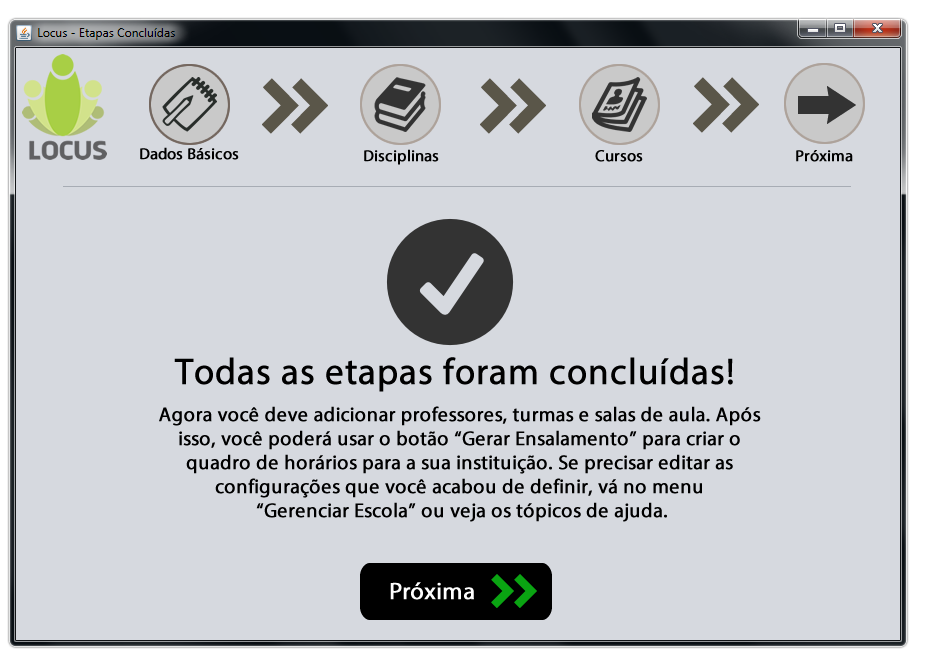 Locus - Etapas Concluídas
LOCUS
Dados Básicos
Disciplinas
Cursos
Próxima
Todas as etapas foram concluídas!
Agora você deve adicionar professores, turmas e salas de aula. Após
isso, você poderá usar o botão “Gerar Ensalamento” para criar o
quadro de horários para a sua instituição. Se precisar editar as
configurações que você acabou de definir, vá no menu
“Gerenciar Escola” ou veja os tópicos de ajuda.
Próxima